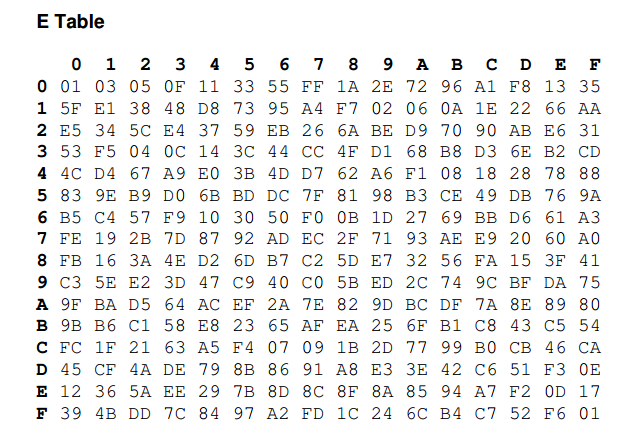 E Table
0 1 2 3 4 5 6 7 8 9 A B C D E F
0 01 03 05 0F 11 33 55 FF 1A 2E 72 96 A1 F8 13 35
1 5F E1 38 48 D8 73 95 A4 F7 02 06 0A 1E 22 66 AA
2 E5 34 5C E4 37 59 EB 26 6A BE D9 70 90 AB E6 31
3 53 F5 04 0C 14 3C 44 CC 4F D1 68 B8 D3 6E B2 CD
4 4C D4 67 A9 E0 3B 4D D7 62 A6 F1 08 18 28 78 88
5 83 9E B9 D0 6B BD DC 7F 81 98 B3 CE 49 DB 76 9A
6 B5 C4 57 F9 10 30 50 F0 0B 1D 27 69 BB D6 61 A3
7 FE 19 2B 7D 87 92 AD EC 2F 71 93 AE E9 20 60 A0
8 FB 16 3A 4E D2 6D B7 C2 5D E7 32 56 FA 15 3F 41
9 C3 5E E2 3D 47 C9 40 C0 5B ED 2C 74 9C BF DA 75
A 9F BA D5 64 AC EF 2A 7E 82 9D BC DF 7A 8E 89 80
B 9B B6 C1 58 E8 23 65 AF EA 25 6F B1 C8 43 C5 54
C FC 1F 21 63 A5 F4 07 09 1B 2D 77 99 B0 CB 46 CA
D 45 CF 4A DE 79 8B 86 91 A8 E3 3E 42 C6 51 F3 0E
E 12 36 5A EE 29 7B 8D 8C 8F 8A 85 94 A7 F2 0D 17
F 39 4B DD 7C 84 97 A2 FD 1C 24 6C B4 C7 52 F6 01